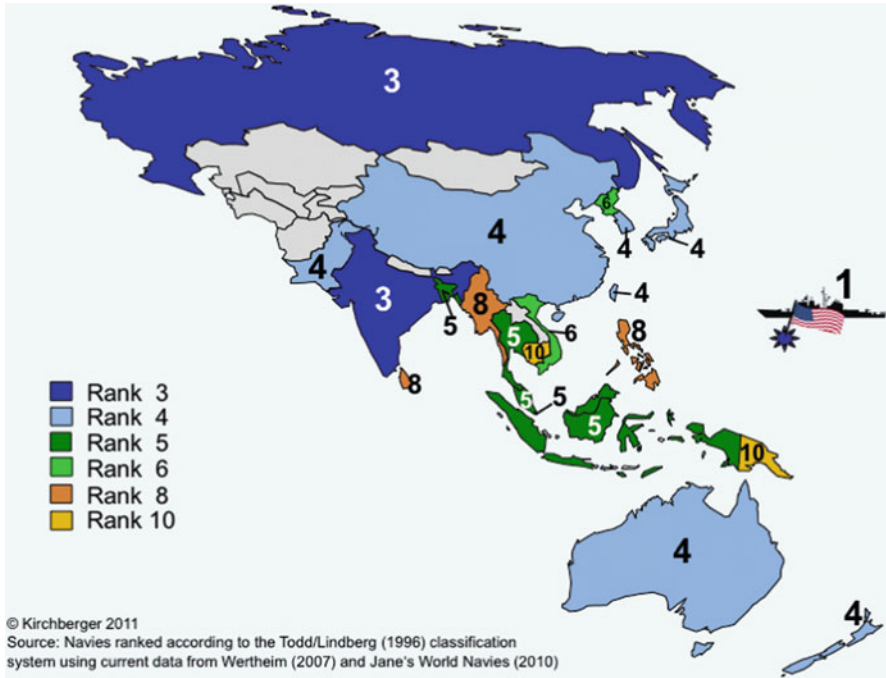 3
6
4
4
4
4
3
8
4
1
5
5
6
8
10
8
5
5
5
10
Rank 3
Rank 4
Rank 5
Rank 6
Rank 8
Rank 10
4
4
© Kirchberger 2011
Source: Navies ranked according to the Todd/Lindberg (1996) classification
system using current data from Wertheim (2007) and Jane's World Navies (2010)